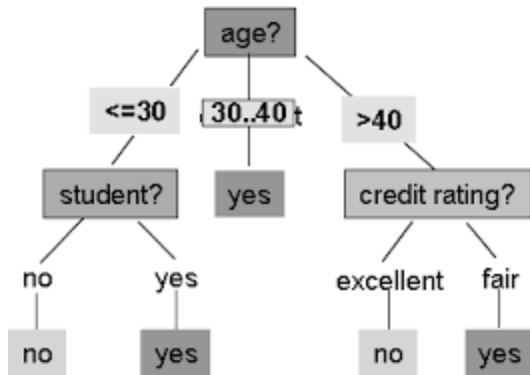 age?
<=30 30..40 t >40
student? yes credit rating?
no yes excellent fair
no yes no yes